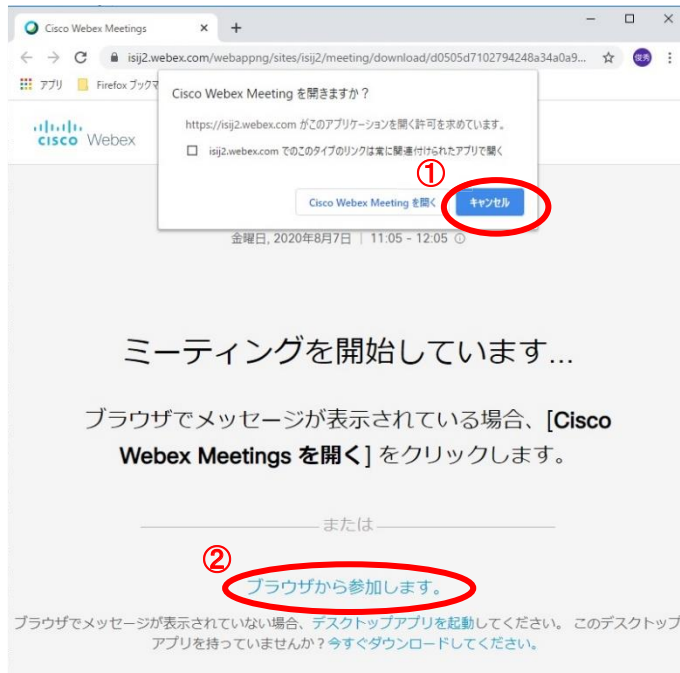 Cisco Webex Meetings
isij2.webex.com/webappng/sites/isij2/meeting/download/d0505d7102794248a34a0a9...
俊秀
アプリ Firefox ブックマ
Cisco Webex Meeting を開きますか？
https://isij2.webex.com がこのアプリケーションを開く許可を求めています。
isij2.webex.com でのこのタイプのリンクは常に関連付けられたアプリで開く
cisco Webex
①
Cisco Webex Meeting を開く キャンセル
金曜日, 2020年8月7日 | 11:05 - 12:05
ミーティングを開始しています...
ブラウザでメッセージが表示されている場合、[Cisco
Webex Meetings を開く] をクリックします。
または
②
ブラウザから参加します。
ブラウザでメッセージが表示されていない場合、デスクトップアプリを起動してください。 このデスクトップ
アプリを持っていませんか？今すぐダウンロードしてください。